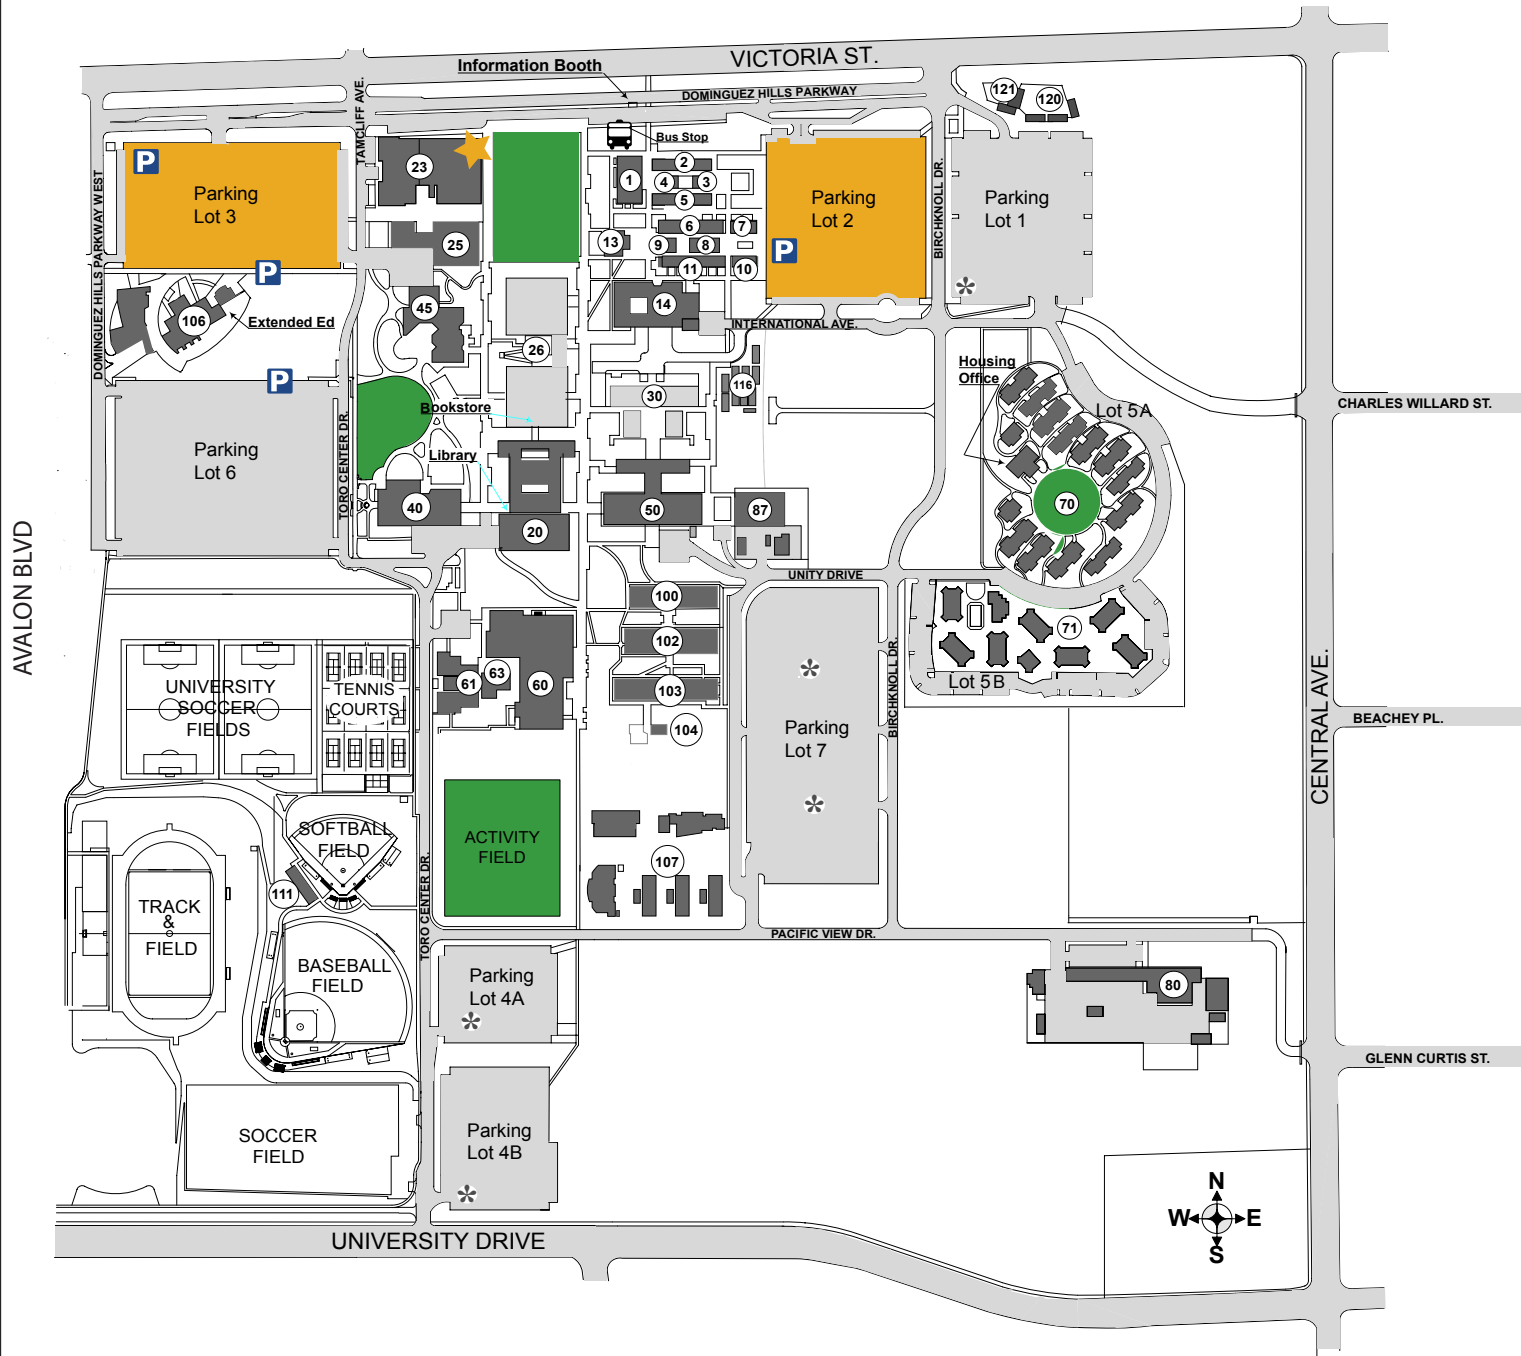 VICTORIA ST.
Information Booth
DOMINGUEZ HILLS PARKWAY
TAMCLIFF AVE.
Bus Stop
121
120
P
Parking
Lot 3
23
1
2
4
3
5
6
7
9
8
11
10
13
Parking
Lot 2
P
BIRCHKNOLL DR.
Parking
Lot 1
DOMINGUEZ HILLS PARKWAY WEST
25
P
14
INTERNATIONAL AVE.
106
Extended Ed
45
26
Housing
Office
116
30
P
CHARLES WILLARD ST.
Bookstore
Lot 5A
Parking
Lot 6
TORO CENTER DR.
Library
40
20
50
87
70
AVALON BLVD
UNITY DRIVE
100
102
103
104
71
Lot 5B
61
63
60
UNIVERSITY
SOCCER
FIELDS
TENNIS
COURTS
BIRCHKNOLL DR.
Parking
Lot 7
CENTRAL AVE.
BEACHEY PL.
SOFTBALL
FIELD
ACTIVITY
FIELD
107
111
TRACK
&
FIELD
TORO CENTER DR.
PACIFIC VIEW DR.
BASEBALL
FIELD
Parking
Lot 4A
80
GLENN CURTIS ST.
SOCCER
FIELD
Parking
Lot 4B
N
W
E
S
UNIVERSITY DRIVE